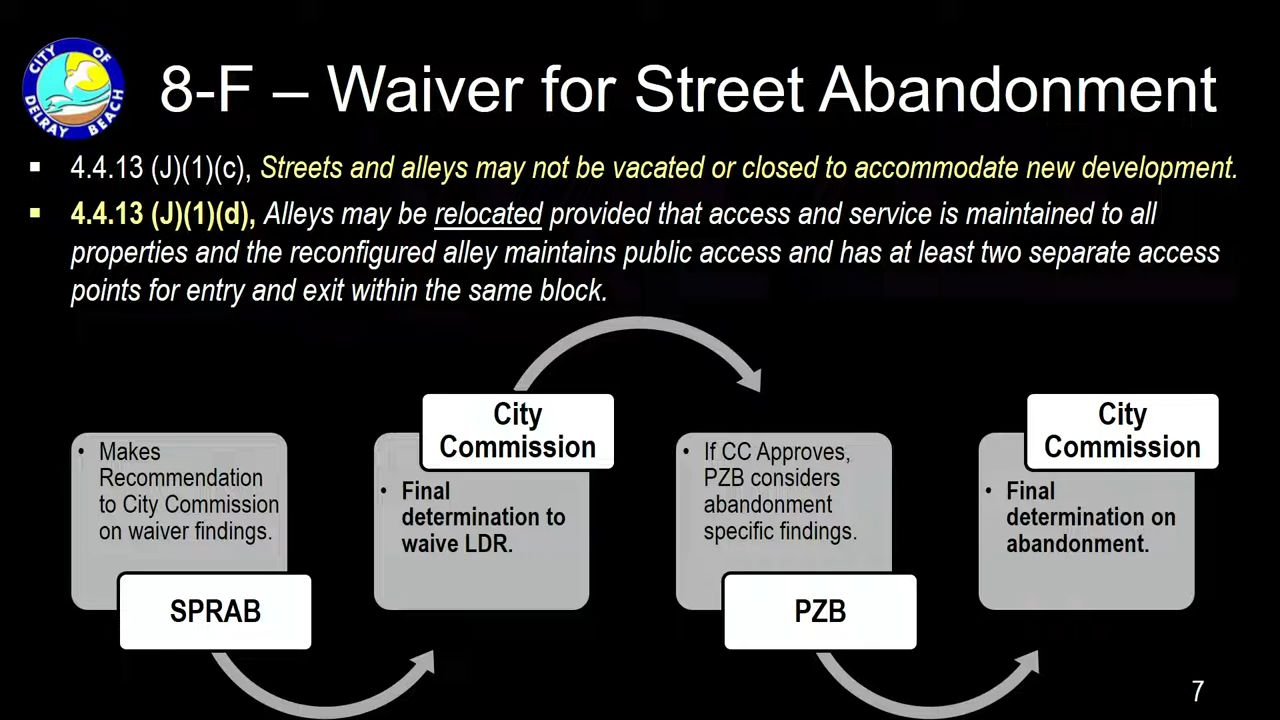 CITY OF
DELRAY BEACH
8-F – Waiver for Street Abandonment
▪ 4.4.13 (J)(1)(c), Streets and alleys may not be vacated or closed to accommodate new development.
▪ 4.4.13 (J)(1)(d), Alleys may be relocated provided that access and service is maintained to all
properties and the reconfigured alley maintains public access and has at least two separate access
points for entry and exit within the same block.
• Makes
Recommendation
to City Commission
on waiver findings.
SPRAB
City
Commission
• Final
determination to
waive LDR.
• If CC Approves,
PZB considers
abandonment
specific findings.
PZB
City
Commission
• Final
determination on
abandonment.
7